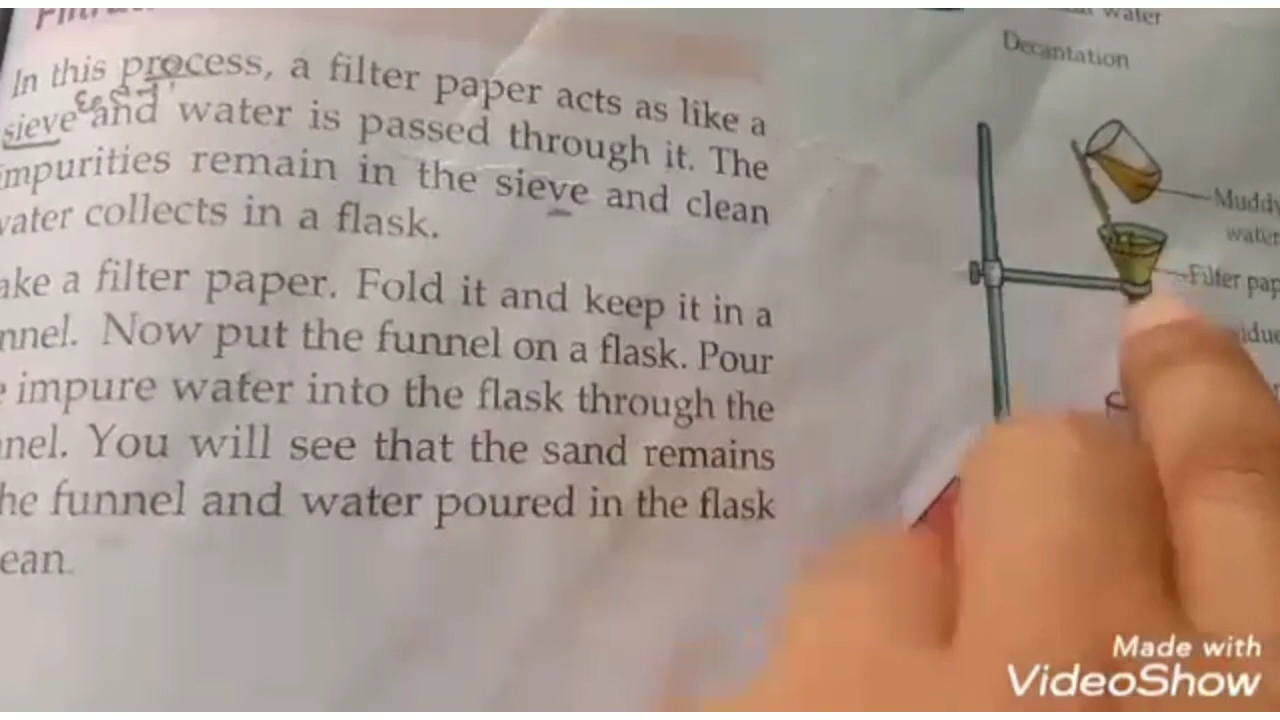 In this process, a filter paper acts as like a
sieve and water is passed through it. The
mpurities remain in the sieve and clean
vater collects in a flask.
ake a filter paper. Fold it and keep it in a
nnel. Now put the funnel on a flask. Pour
impure water into the flask through the
nel. You will see that the sand remains
he funnel and water poured in the flask
ean.
water
Decantation
Muddy
water
Filter pap
idue
Made with
VideoShow